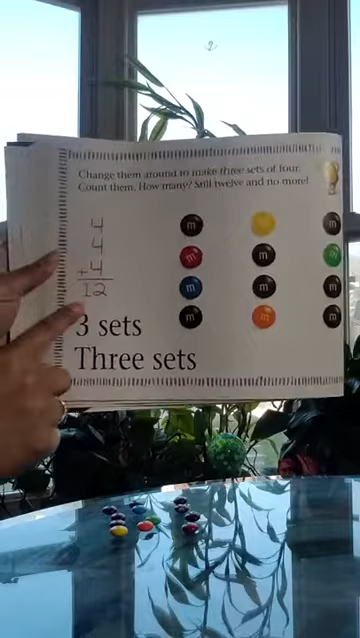 Change them around to make three sets of four.
Count them. How many? Still twelve and no more!
4
4
+ 4
12
m
m
m
m
m
m
m
m
m
m
m
m
3 sets
Three sets